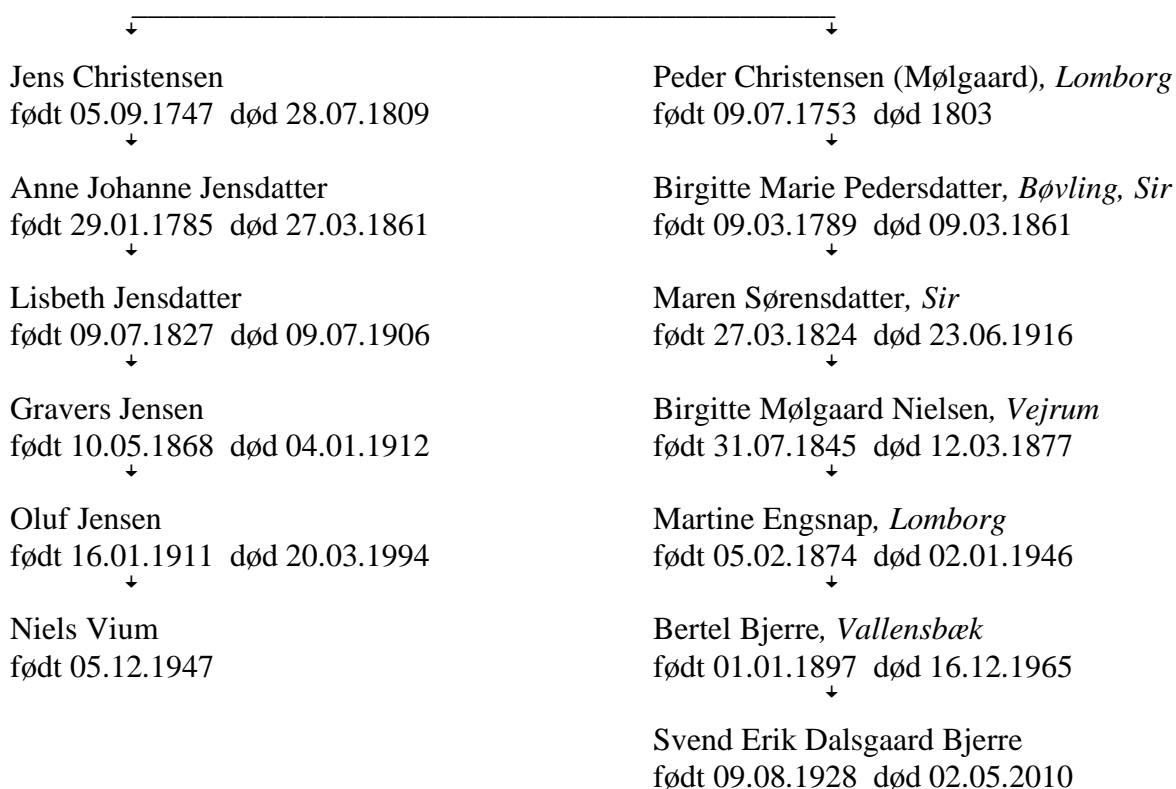 Jens Christensen
født 05.09.1747 død 28.07.1809
Anne Johanne Jensdatter
født 29.01.1785 død 27.03.1861
Lisbeth Jensdatter
født 09.07.1827 død 09.07.1906
Gravers Jensen
født 10.05.1868 død 04.01.1912
Oluf Jensen
født 16.01.1911 død 20.03.1994
Niels Vium
født 05.12.1947
Peder Christensen (Mølgaard), Lomborg
født 09.07.1753 død 1803
Birgitte Marie Pedersdatter, Bøvling, Sir
født 09.03.1789 død 09.03.1861
Maren Sørensdatter, Sir
født 27.03.1824 død 23.06.1916
Birgitte Mølgaard Nielsen, Vejrum
født 31.07.1845 død 12.03.1877
Martine Engsnap, Lomborg
født 05.02.1874 død 02.01.1946
Bertel Bjerre, Vallensbæk
født 01.01.1897 død 16.12.1965
Svend Erik Dalsgaard Bjerre
født 09.08.1928 død 02.05.2010